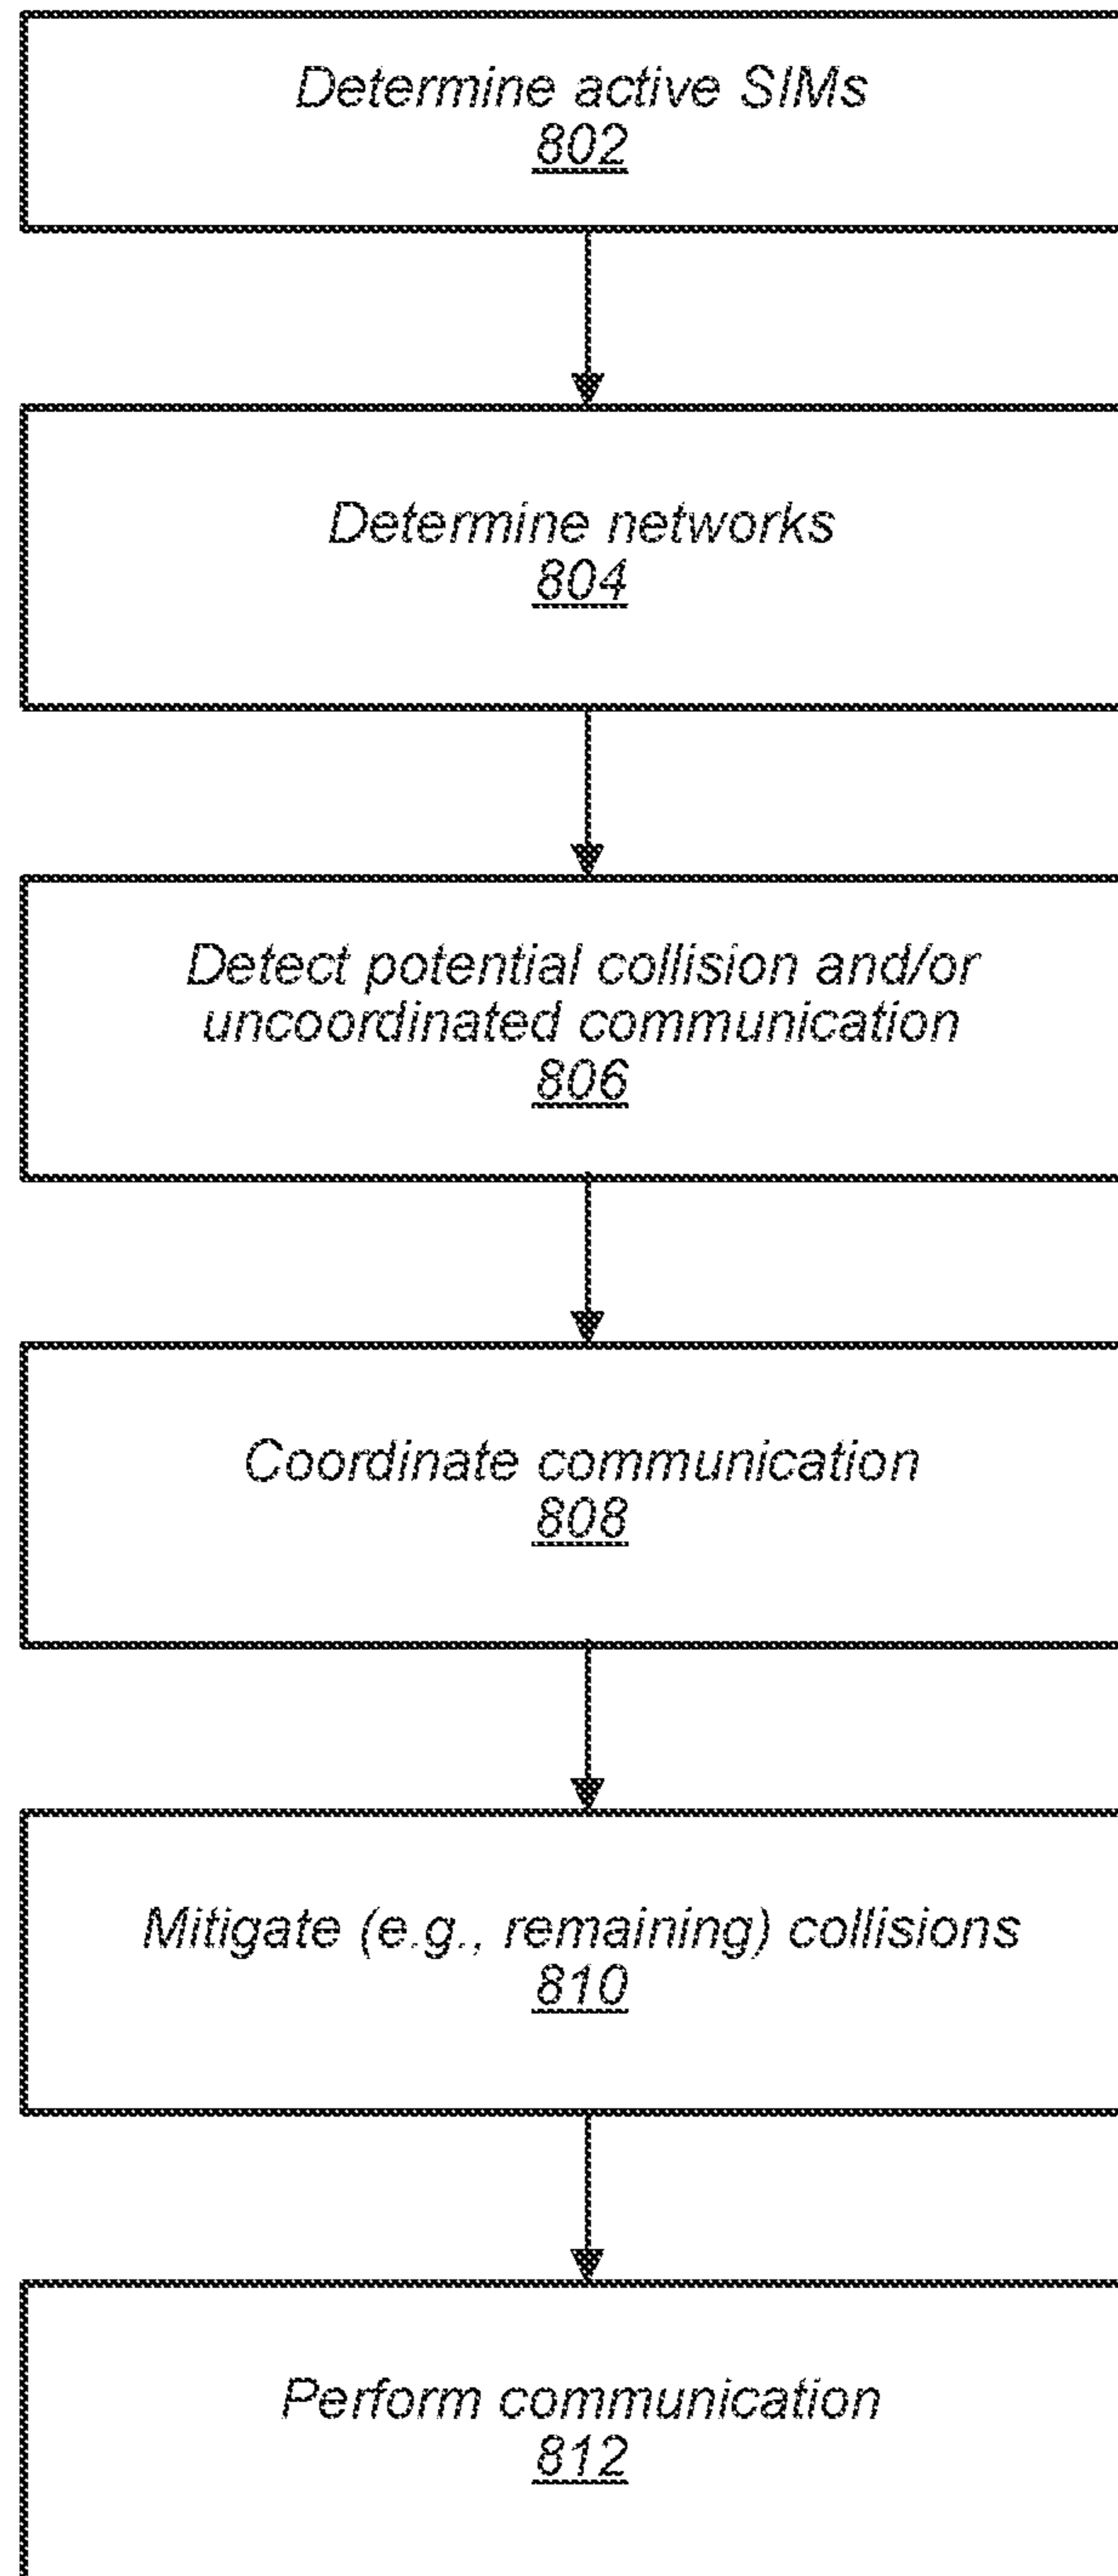 Determine active SIMs
802
Determine networks
804
Detect potential collision and/or
uncoordinated communication
806
Coordinate communication
808
Mitigate (e.g., remaining) collisions
810
Perform communication
812